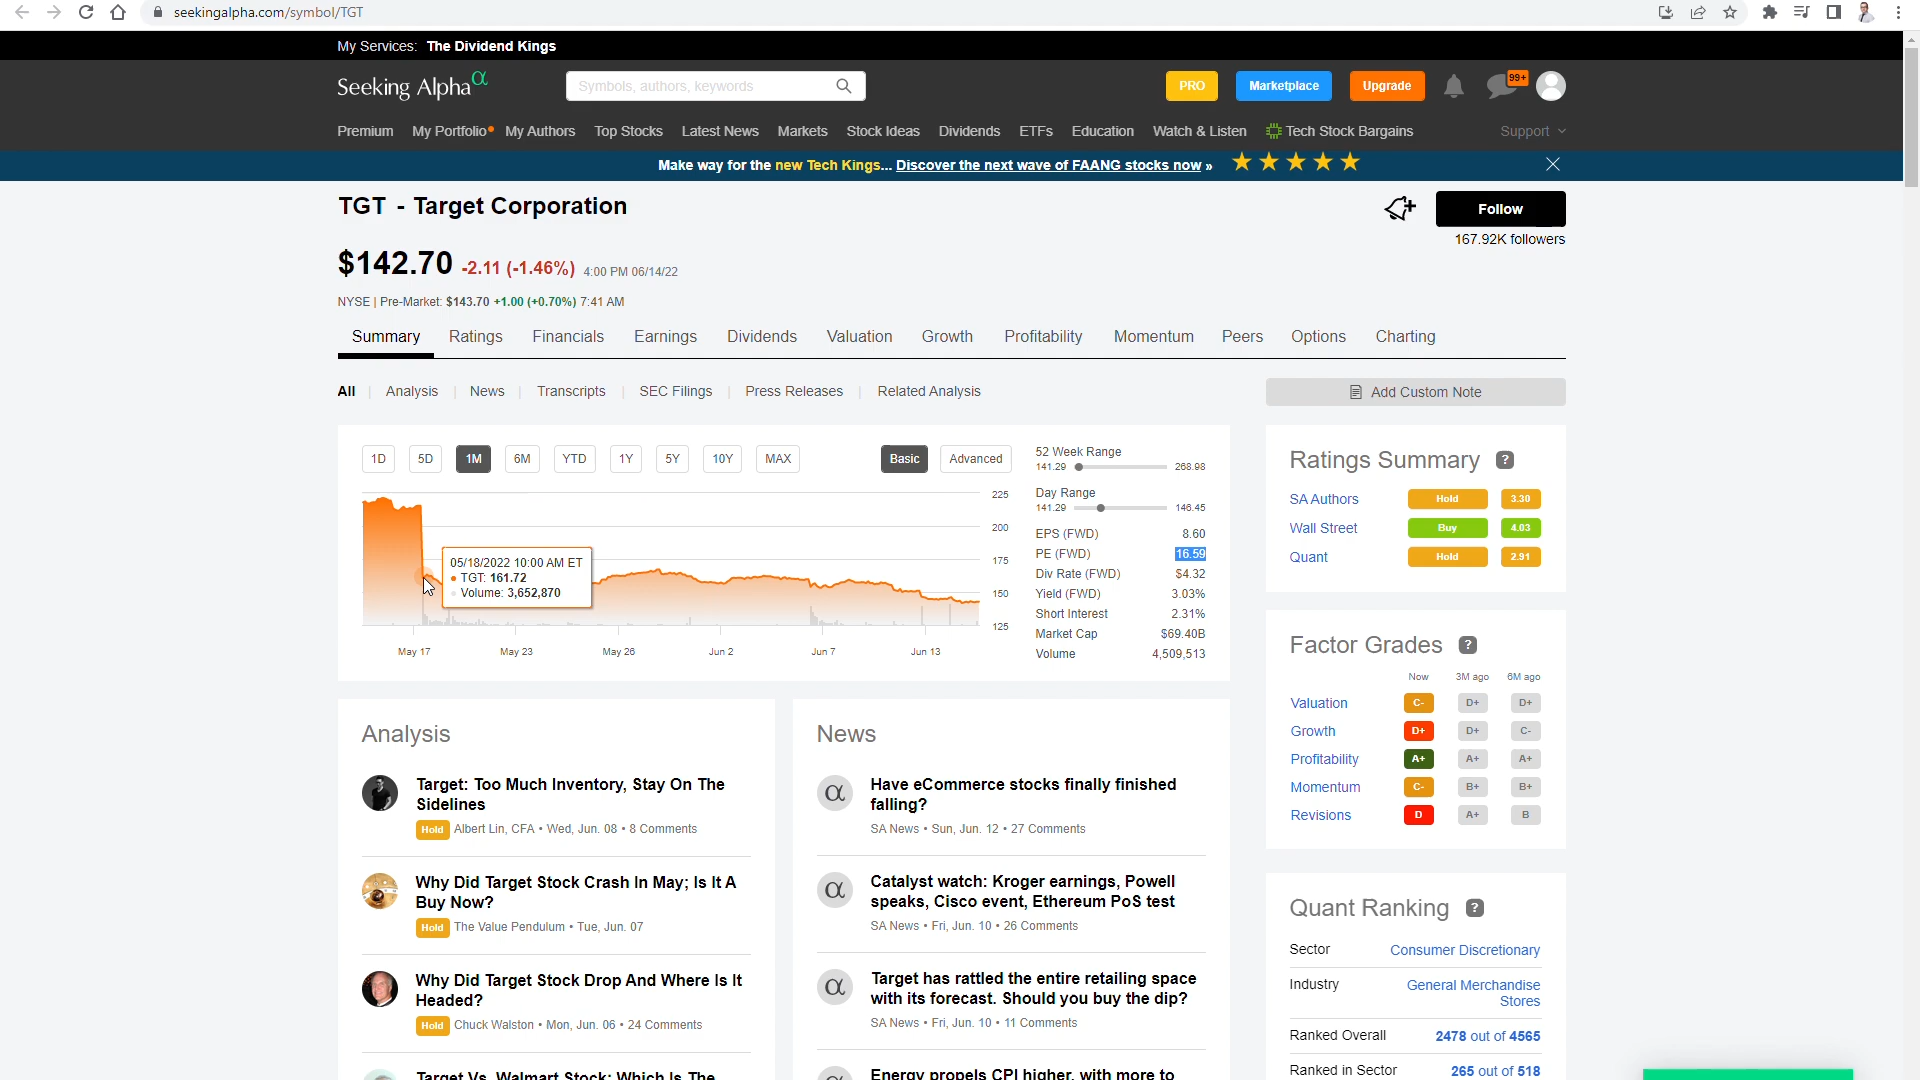 seekingalpha.com/symbol/TGT
My Services: The Dividend Kings
Seeking Alpha α
Symbols, authors, keywords
PRO
Marketplace
Upgrade
99+
Premium My Portfolio My Authors Top Stocks Latest News Markets Stock Ideas Dividends ETFs Education Watch & Listen Tech Stock Bargains Support
Make way for the new Tech Kings... Discover the next wave of FAANG stocks now »
TGT - Target Corporation
Follow
167.92K followers
$142.70 -2.11 (-1.46%) 4:00 PM 06/14/22
NYSE | Pre-Market: $143.70 +1.00 (+0.70%) 7:41 AM
Summary Ratings Financials Earnings Dividends Valuation Growth Profitability Momentum Peers Options Charting
All | Analysis | News | Transcripts | SEC Filings | Press Releases | Related Analysis
Add Custom Note
1D 5D 1M 6M YTD 1Y 5Y 10Y MAX
Basic Advanced
225
200
175
150
125
05/18/2022 10:00 AM ET
TGT: 161.72
Volume: 3,652,870
May 17 May 23 May 26 Jun 2 Jun 7 Jun 13
52 Week Range
141.29 268.98
Day Range
141.29 146.45
EPS (FWD) 8.60
PE (FWD) 16.59
Div Rate (FWD) $4.32
Yield (FWD) 3.03%
Short Interest 2.31%
Market Cap $69.40B
Volume 4,509,513
Ratings Summary ?
SA Authors Hold 3.30
Wall Street Buy 4.03
Quant Hold 2.91
Factor Grades ?
Now 3M ago 6M ago
Valuation C- D+ D+
Growth D+ D+ C-
Profitability A+ A+ A+
Momentum C- B+ B+
Revisions D A+ B
Quant Ranking ?
Sector Consumer Discretionary
Industry General Merchandise
Stores
Ranked Overall 2478 out of 4565
Ranked in Sector 265 out of 518
Analysis
Target: Too Much Inventory, Stay On The
Sidelines
Hold Albert Lin, CFA • Wed, Jun. 08 • 8 Comments
Why Did Target Stock Crash In May; Is It A
Buy Now?
Hold The Value Pendulum • Tue, Jun. 07
Why Did Target Stock Drop And Where Is It
Headed?
Hold Chuck Walston • Mon, Jun. 06 • 24 Comments
Target Vs. Walmart Stock: Which Is The
News
α
Have eCommerce stocks finally finished
falling?
SA News • Sun, Jun. 12 • 27 Comments
α
Catalyst watch: Kroger earnings, Powell
speaks, Cisco event, Ethereum PoS test
SA News • Fri, Jun. 10 • 26 Comments
α
Target has rattled the entire retailing space
with its forecast. Should you buy the dip?
SA News • Fri, Jun. 10 • 11 Comments
Energy propels CPI higher, with more to